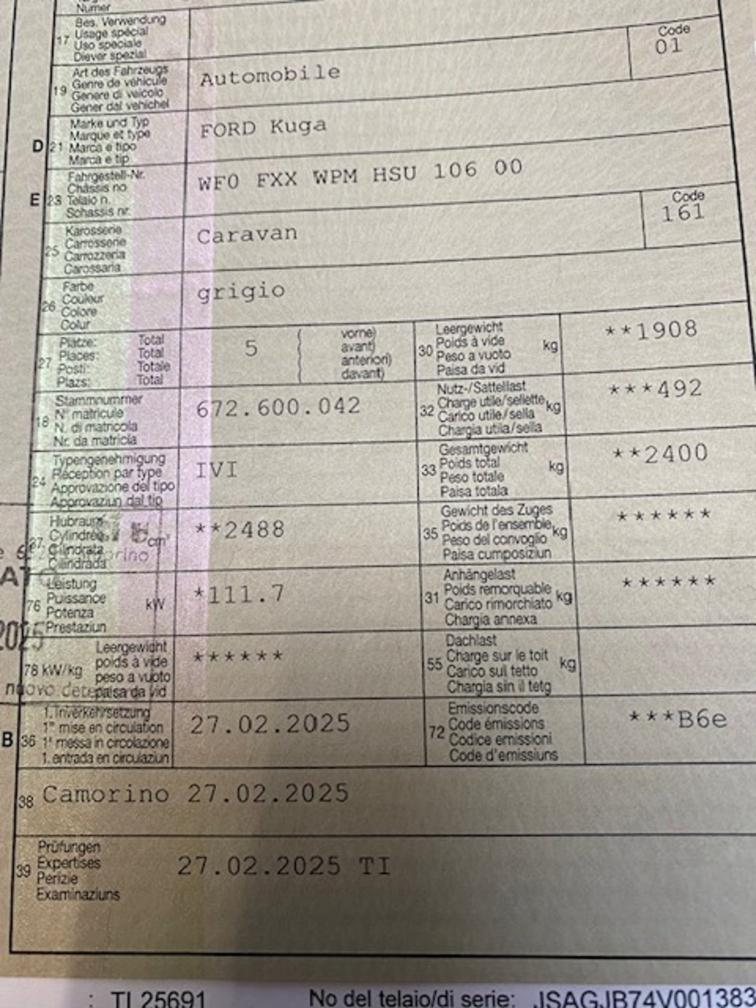 Numer
17 Bes. Verwendung
Usage spécial
Uso speciale
Diever spezial
19 Art des Fahrzeugs
Genre de véhicule
Genere di veicolo
Gener dal vehichel
Automobile
Code
01
D 21 Marke und Typ
Marque et type
Marca e tipo
Marca e tip
FORD Kuga
E 23 Fahrgestell-Nr.
Châssis no
Telaio n.
Schassis nr.
WF0 FXX WPM HSU 106 00
25 Karosserie
Carrosserie
Carrozzeria
Carossaria
Caravan
Code
161
26 Farbe
Couleur
Colore
Colur
grigio
27 Plätze: Total
Places: Total
Posti: Totale
Plazs: Total
5
( vorne)
avant)
anteriori)
davant)
30 Leergewicht
Poids à vide kg
Peso a vuoto
Paisa da vid
**1908
18 Stammnummer
N° matricule
N. di matricola
Nr. da matricla
672.600.042
32 Nutz-/Sattellast
Charge utile/sellette kg
Carico utile/sella
Chargia utila/sella
***492
24 Typengenehmigung
Réception par type
Approvazione del tipo
Approvaziun dal tip
IVI
33 Gesamtgewicht
Poids total kg
Peso totale
Paisa totala
**2400
37 Hubraum
Cylindrée cm³
Cilindrata
Cilindrada
**2488
35 Gewicht des Zuges
Poids de l'ensemble kg
Peso del convoglio
Paisa cumposiziun
******
76 Leistung
Puissance kW
Potenza
Prestaziun
*111.7
31 Anhängelast
Poids remorquable kg
Carico rimorchiato
Chargia annexa
******
2025
78 kW/kg Leergewicht
poids à vide
peso a vuoto
paisa da vid
******
55 Dachlast
Charge sur le toit kg
Carico sul tetto
Chargia sin il tetg
nuovo
B 36 1. Inverkehrsetzung
1re mise en circulation
1a messa in circolazione
1. entrada en circulaziun
27.02.2025
72 Emissionscode
Code émissions
Codice emissioni
Code d'emissiuns
***B6e
38 Camorino 27.02.2025
39 Prüfungen
Expertises
Perizie
Examinaziuns
27.02.2025 TI
: TI 25691 No del telaio/di serie: JSAGJB74V001383